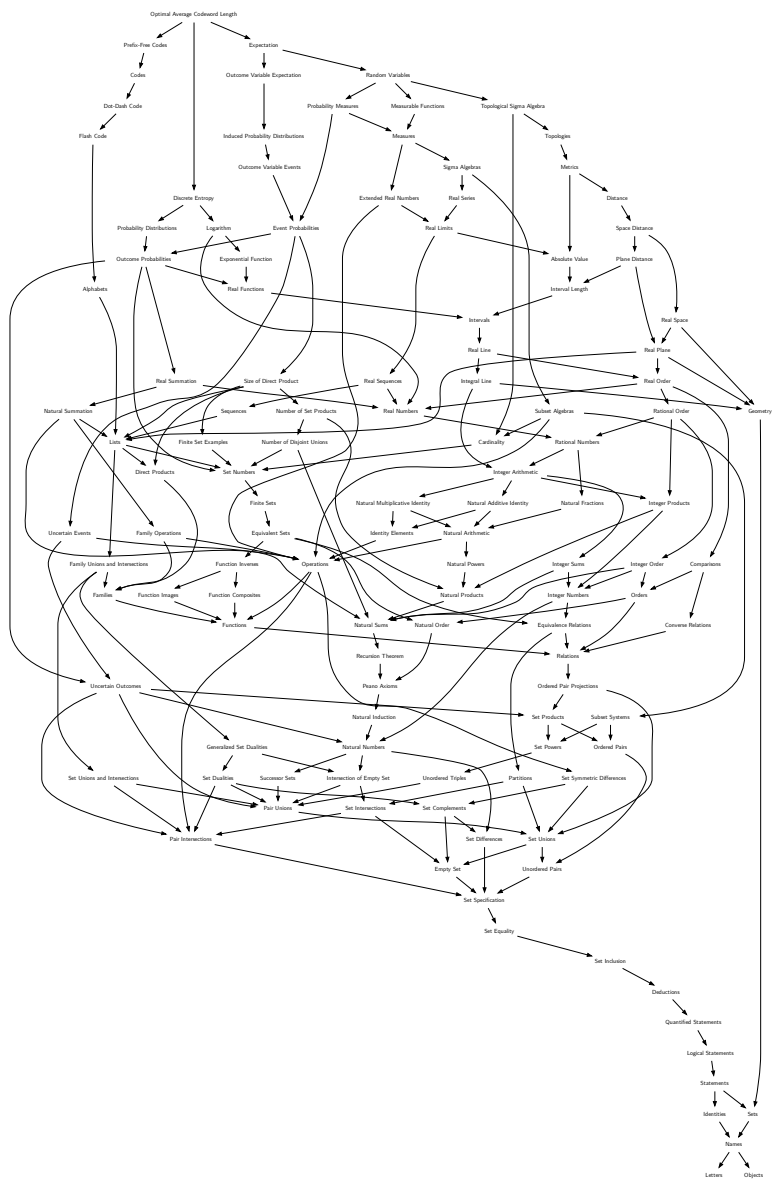 Optimal Average Codeword Length
Prefix-Free Codes
Expectation
Codes
Outcome Variable Expectation
Random Variables
Dot-Dash Code
Probability Measures
Measurable Functions
Topological Sigma Algebra
Flash Code
Induced Probability Distributions
Measures
Topologies
Outcome Variable Events
Sigma Algebras
Metrics
Discrete Entropy
Extended Real Numbers
Real Series
Distance
Probability Distributions
Logarithm
Event Probabilities
Real Limits
Space Distance
Outcome Probabilities
Exponential Function
Absolute Value
Plane Distance
Alphabets
Real Functions
Interval Length
Intervals
Real Space
Real Line
Real Plane
Real Summation
Size of Direct Product
Real Sequences
Integral Line
Real Order
Natural Summation
Sequences
Number of Set Products
Real Numbers
Subset Algebras
Rational Order
Geometry
Lists
Finite Set Examples
Number of Disjoint Unions
Cardinality
Rational Numbers
Direct Products
Set Numbers
Integer Arithmetic
Finite Sets
Natural Multiplicative Identity
Natural Additive Identity
Natural Fractions
Integer Products
Uncertain Events
Family Operations
Equivalent Sets
Identity Elements
Natural Arithmetic
Family Unions and Intersections
Function Inverses
Operations
Natural Powers
Integer Sums
Integer Order
Comparisons
Families
Function Images
Function Composites
Natural Products
Integer Numbers
Orders
Functions
Natural Sums
Natural Order
Equivalence Relations
Converse Relations
Recursion Theorem
Relations
Uncertain Outcomes
Peano Axioms
Ordered Pair Projections
Natural Induction
Set Products
Subset Systems
Generalized Set Dualities
Natural Numbers
Set Powers
Ordered Pairs
Set Unions and Intersections
Set Dualities
Successor Sets
Intersection of Empty Set
Unordered Triples
Partitions
Set Symmetric Differences
Pair Unions
Set Intersections
Set Complements
Pair Intersections
Set Differences
Set Unions
Empty Set
Unordered Pairs
Set Specification
Set Equality
Set Inclusion
Deductions
Quantified Statements
Logical Statements
Statements
Identities
Sets
Names
Letters
Objects